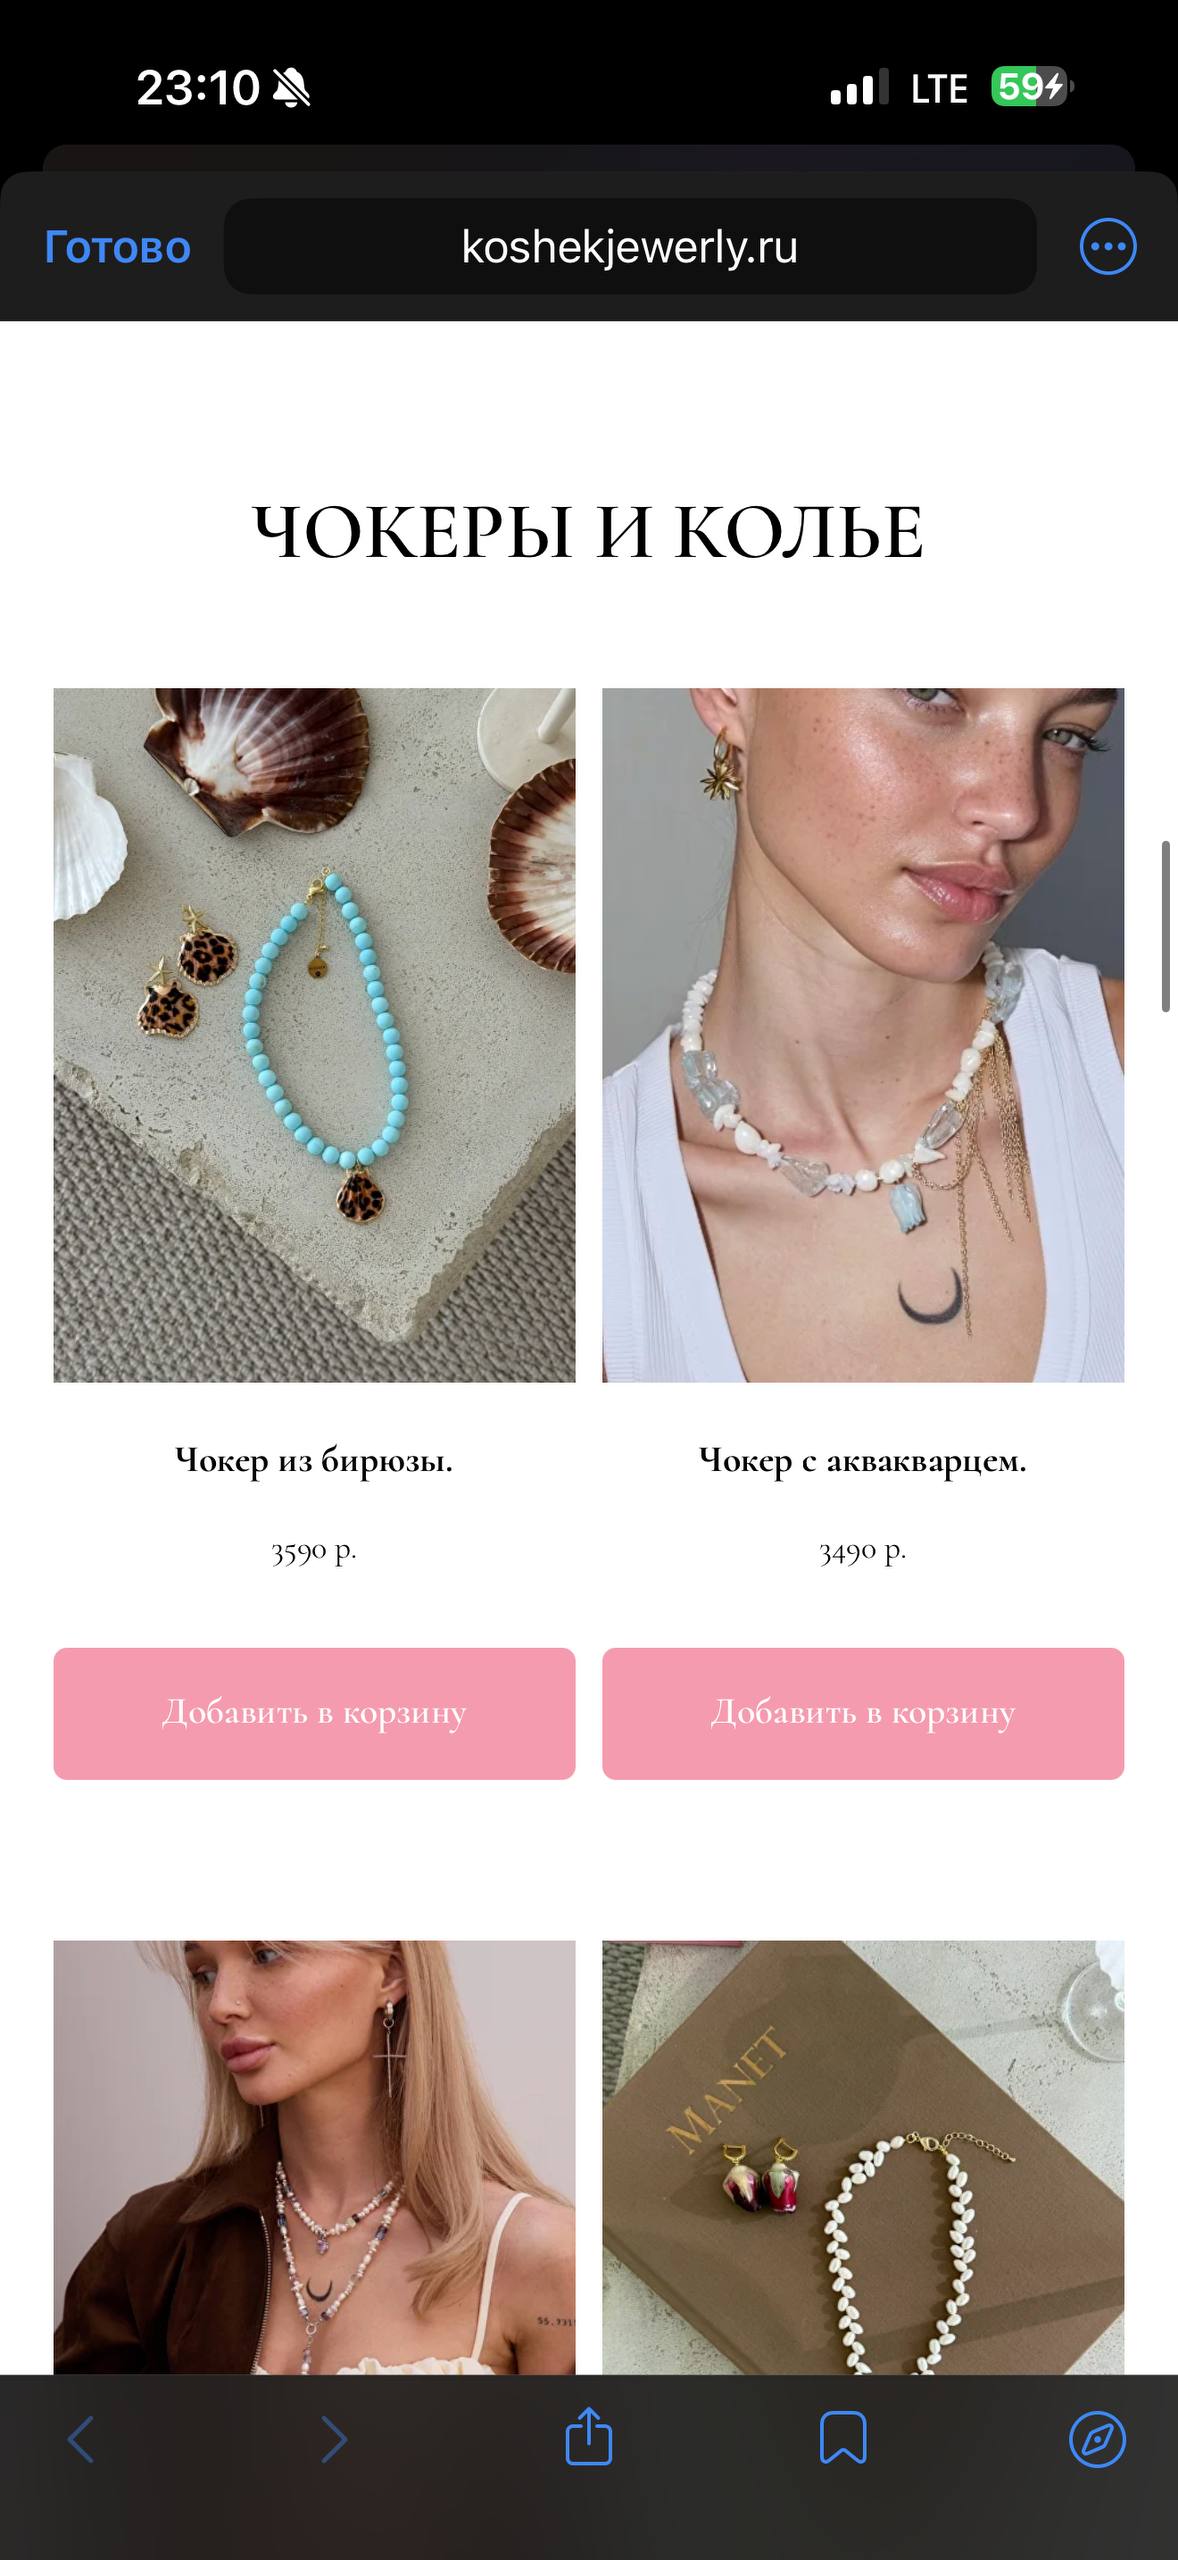 23:10
LTE
59
Готово
koshekjewerly.ru
ЧОКЕРЫ И КОЛЬЕ
Чокер из бирюзы.
Чокер с аквакварцем.
3590 р.
3490 р.
Добавить в корзину
Добавить в корзину
MANET